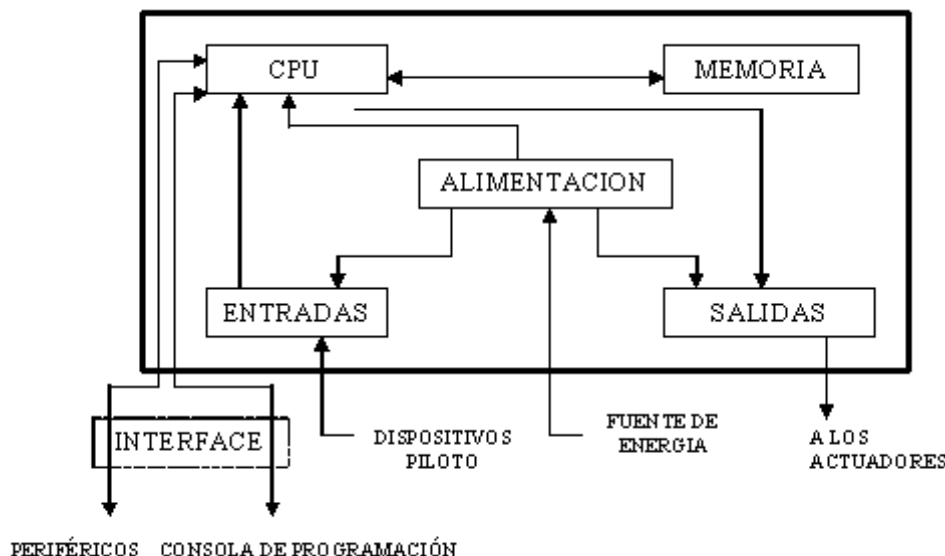 CPU
MEMORIA
ALIMENTACION
ENTRADAS
SALIDAS
INTERFACE
DISPOSITIVOS
PILOTO
FUENTE DE
ENERGIA
A LOS
ACTUADORES
PERIFÉRICOS
CONSOLA DE PROGRAMACIÓN